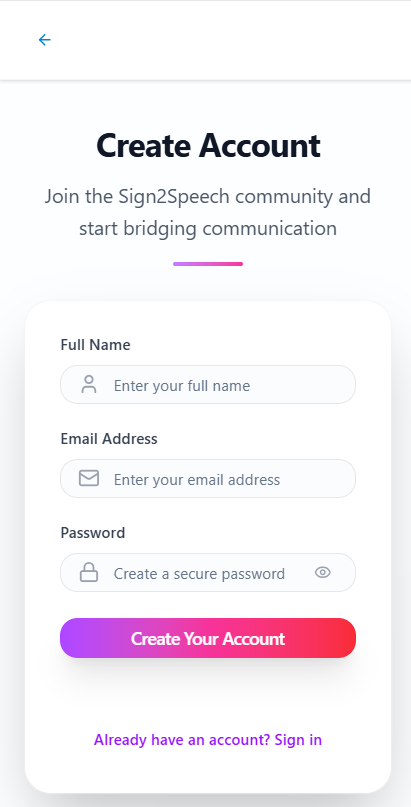 Create Account
Join the Sign2Speech community and
start bridging communication
Full Name
Enter your full name
Email Address
Enter your email address
Password
Create a secure password
Create Your Account
Already have an account? Sign in